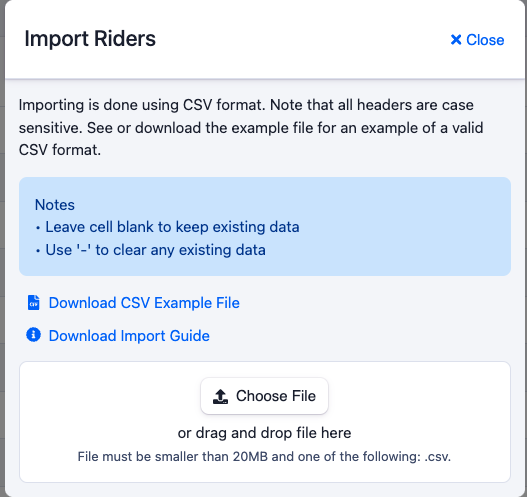 Import Riders
Close
Importing is done using CSV format. Note that all headers are case
sensitive. See or download the example file for an example of a valid
CSV format.
Notes
• Leave cell blank to keep existing data
• Use '-' to clear any existing data
CSV
Download CSV Example File
Download Import Guide
Choose File
or drag and drop file here
File must be smaller than 20MB and one of the following: .csv.